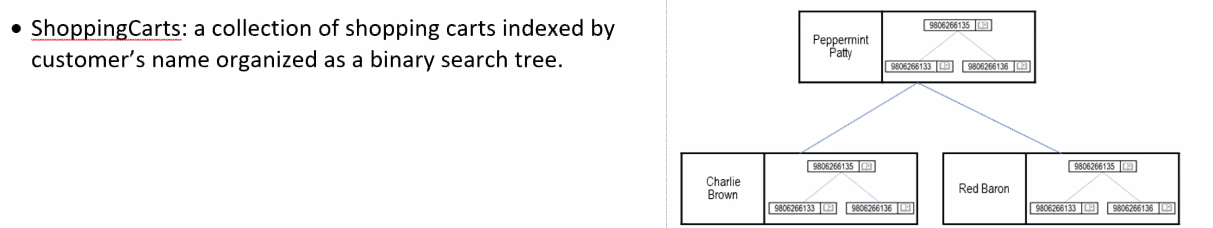 • ShoppingCarts: a collection of shopping carts indexed by
customer’s name organized as a binary search tree.
Peppermint
Patty
9806266135
9806266133
9806266136
Charlie
Brown
9806266135
9806266133
9806266136
Red Baron
9806266135
9806266133
9806266136